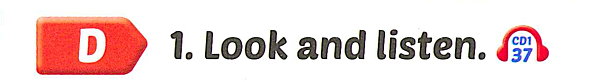 D 1. Look and listen. CD1 37